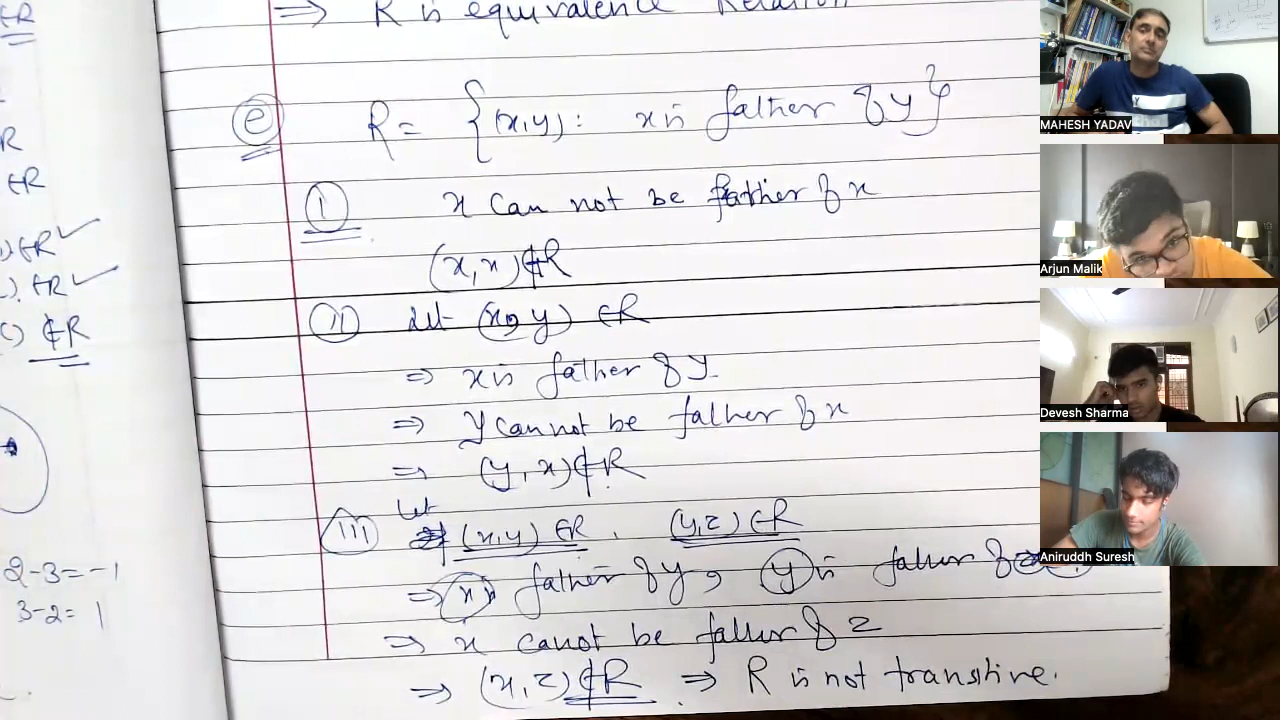 ⇒ R is equivalence Relation
e R = {(x,y): x is father of y}
I x can not be father of x
(x,x)∉R
II let (x,y) ∈R
⇒ x is father of y
⇒ y cannot be father of x
⇒ (y,x)∉R
III Let (x,y) ∈R, (y,z) ∈R
⇒ x is father of y, y is father of
⇒ x canot be father of z
⇒ (x,z)∉R ⇒ R is not transitive.
∈R
R
∈R
∈R ✓
∈R ✓
∉R
2-3=-1
3-2=1
MAHESH YADAV
Arjun Malik
Devesh Sharma
Aniruddh Suresh